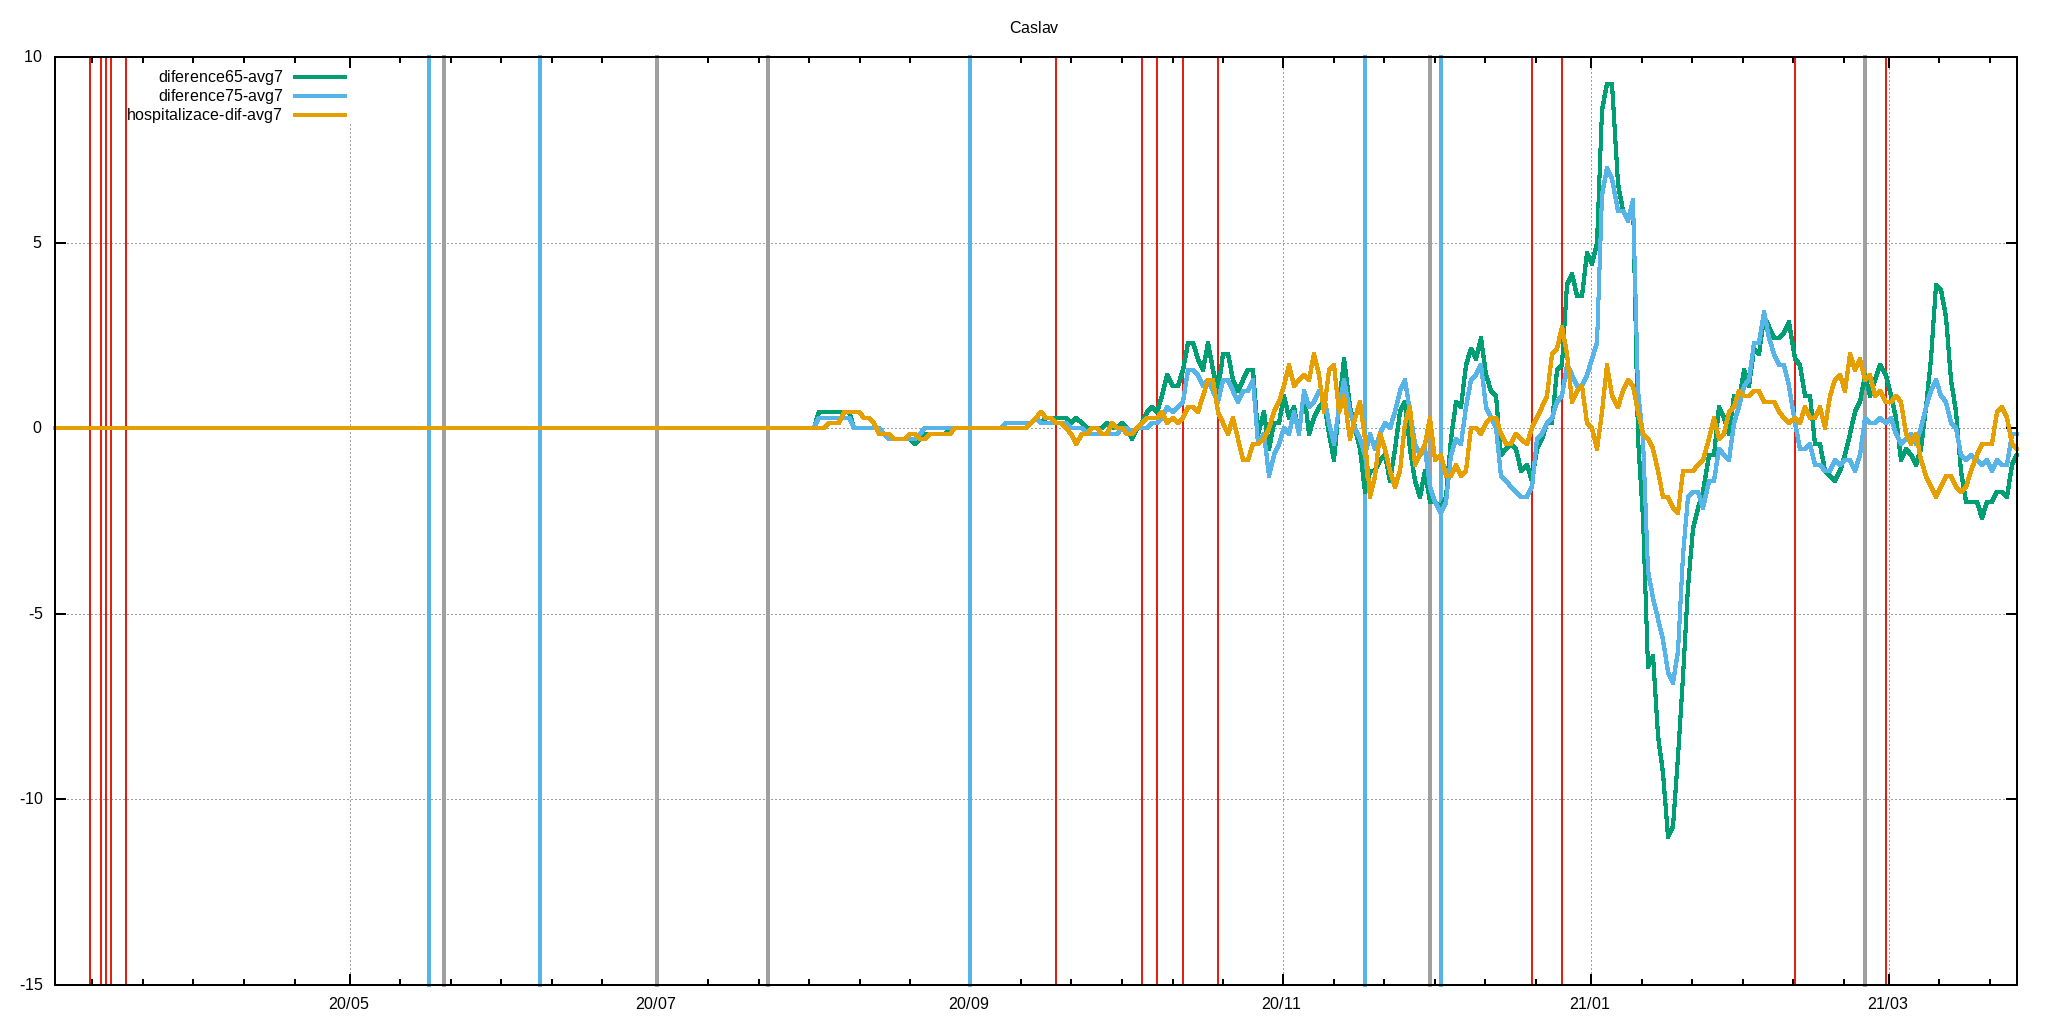 Caslav
10
diference65-avg7
diference75-avg7
hospitalizace-dif-avg7
5
0
-5
-10
-15
20/05 20/07 20/09 20/11 21/01 21/03